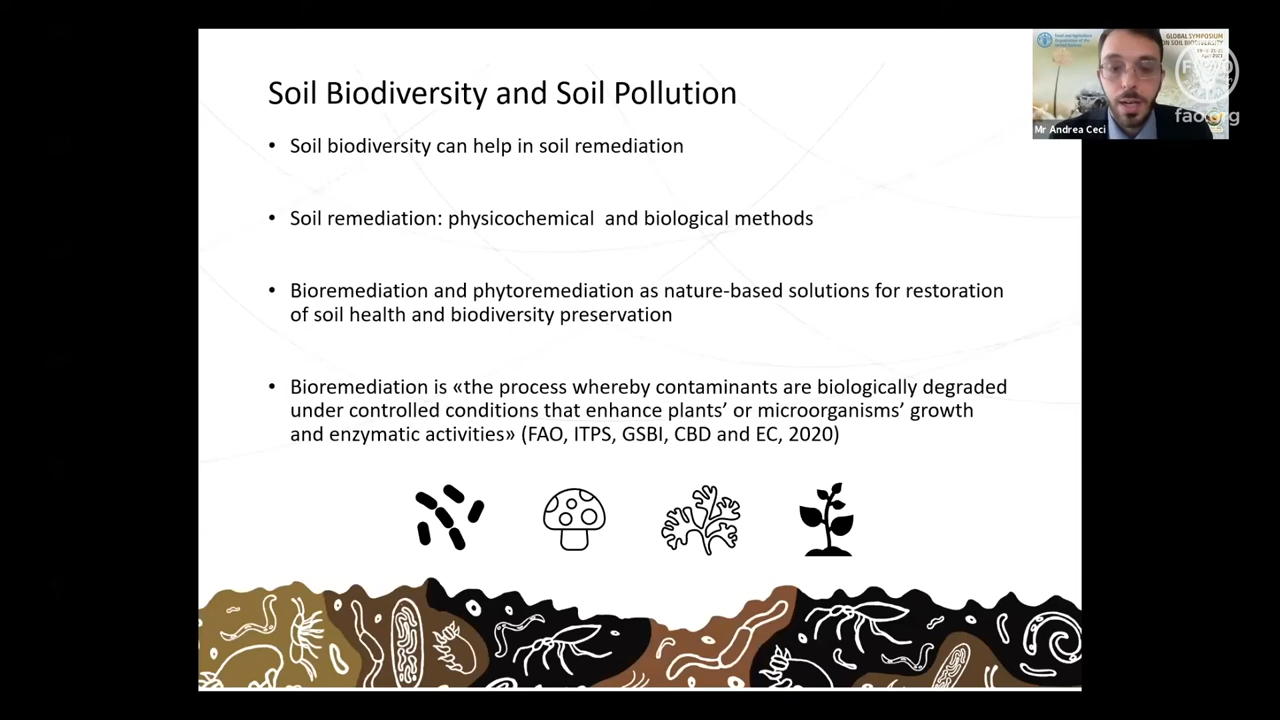 Soil Biodiversity and Soil Pollution
• Soil biodiversity can help in soil remediation
• Soil remediation: physicochemical and biological methods
• Bioremediation and phytoremediation as nature-based solutions for restoration
of soil health and biodiversity preservation
• Bioremediation is «the process whereby contaminants are biologically degraded
under controlled conditions that enhance plants’ or microorganisms’ growth
and enzymatic activities» (FAO, ITPS, GSBI, CBD and EC, 2020)
GLOBAL SYMPOSIUM
ON SOIL BIODIVERSITY
fao.org
Mr Andrea Ceci